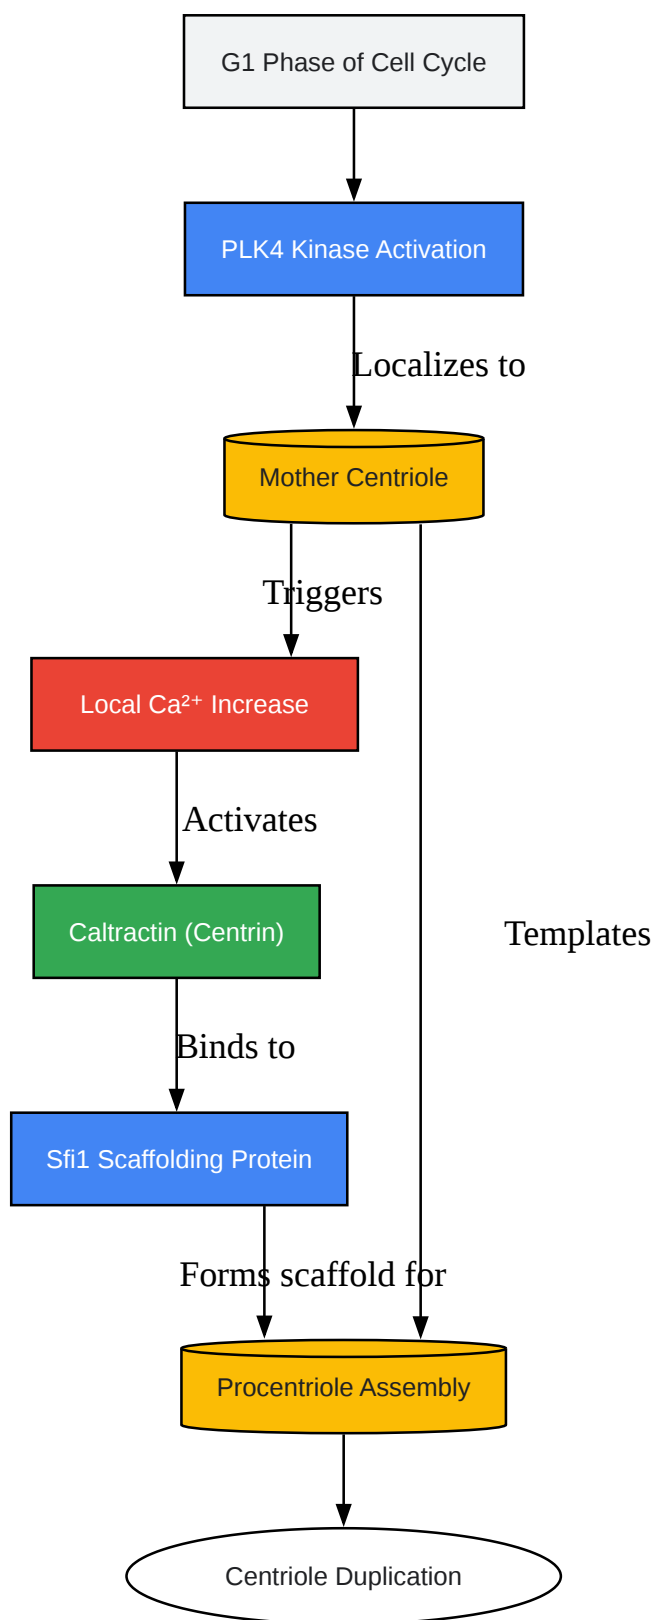 G1 Phase of Cell Cycle
PLK4 Kinase Activation
Localizes to
Mother Centriole
Triggers
Local Ca²⁺ Increase
Activates
Caltractin (Centrin)
Templates
Binds to
Sfi1 Scaffolding Protein
Forms scaffold for
Procentriole Assembly
Centriole Duplication